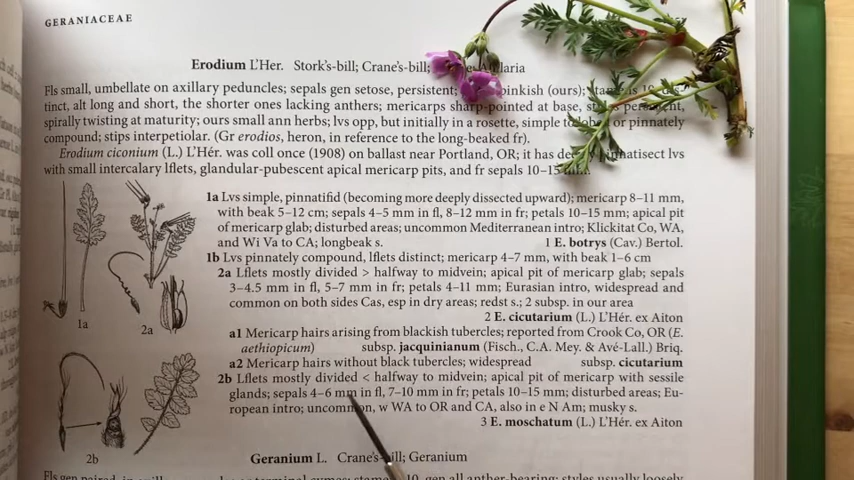 GERANIACEAE
Erodium L'Her. Stork's-bill; Crane's-bill;
Fls small, umbellate on axillary peduncles; sepals gen setose, persistent; pinkish (ours);
tinct, alt long and short, the shorter ones lacking anthers; mericarps sharp-pointed at base,
spirally twisting at maturity; ours small ann herbs; lvs opp, but initially in a rosette, simple or pinnately
compound; stips interpetiolar. (Gr erodios, heron, in reference to the long-beaked fr).
Erodium ciconium (L.) L'Hér. was coll once (1908) on ballast near Portland, OR; it has lvs
with small intercalary lflets, glandular-pubescent apical mericarp pits, and fr sepals 10–15
1a Lvs simple, pinnatifid (becoming more deeply dissected upward); mericarp 8–11 mm,
with beak 5–12 cm; sepals 4–5 mm in fl, 8–12 mm in fr; petals 10–15 mm; apical pit
of mericarp glab; disturbed areas; uncommon Mediterranean intro; Klickitat Co, WA,
and Wi Va to CA; longbeak s. 1 E. botrys (Cav.) Bertol.
1b Lvs pinnately compound, lflets distinct; mericarp 4–7 mm, with beak 1–6 cm
2a Lflets mostly divided > halfway to midvein; apical pit of mericarp glab; sepals
3–4.5 mm in fl, 5–7 mm in fr; petals 4–11 mm; Eurasian intro, widespread and
common on both sides Cas, esp in dry areas; redst s.; 2 subsp. in our area
2 E. cicutarium (L.) L'Hér. ex Aiton
a1 Mericarp hairs arising from blackish tubercles; reported from Crook Co, OR (E.
aethiopicum) subsp. jacquinianum (Fisch., C.A. Mey. & Avé-Lall.) Briq.
a2 Mericarp hairs without black tubercles; widespread subsp. cicutarium
2b Lflets mostly divided < halfway to midvein; apical pit of mericarp with sessile
glands; sepals 4–6 mm in fl, 7–10 mm in fr; petals 10–15 mm; disturbed areas; Eu-
ropean intro; uncommon, w WA to OR and CA, also in e N Am; musky s.
3 E. moschatum (L.) L'Hér. ex Aiton
1a
2a
2b
Geranium L. Crane's-bill; Geranium